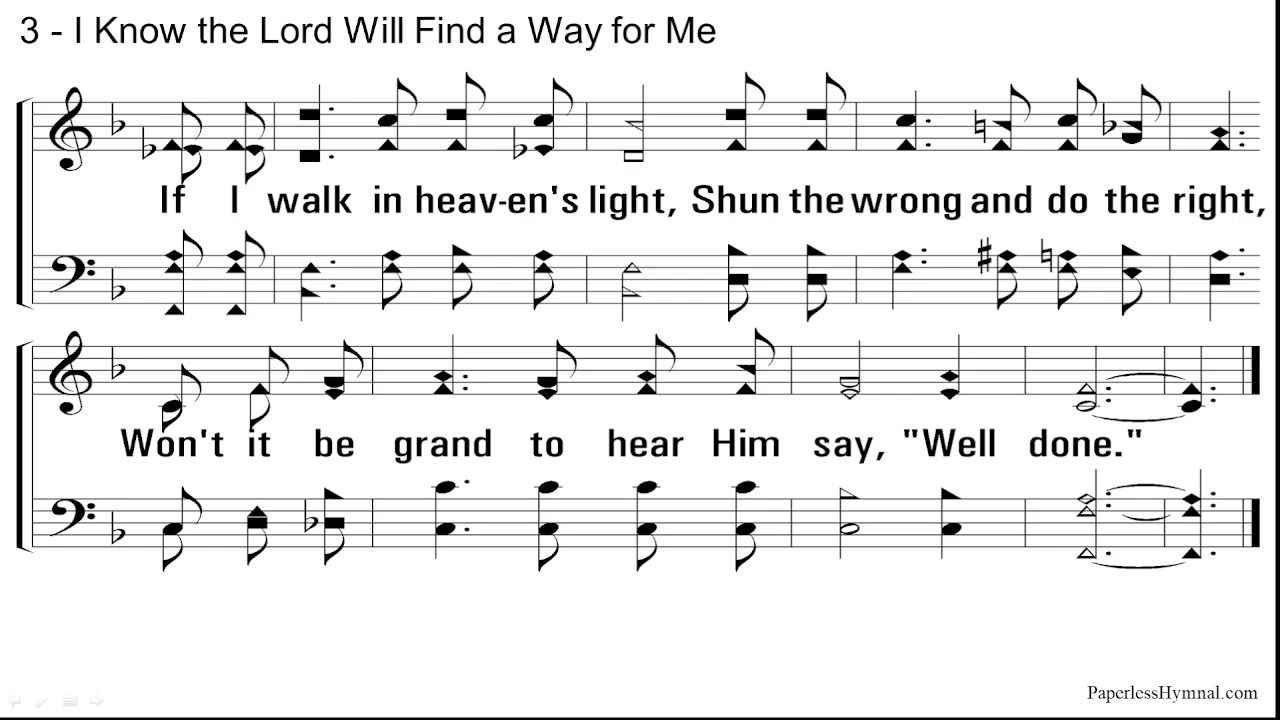 3 - I Know the Lord Will Find a Way for Me
If I walk in heav-en's light, Shun the wrong and do the right,
Won't it be grand to hear Him say, "Well done."
PaperlessHymnal.com